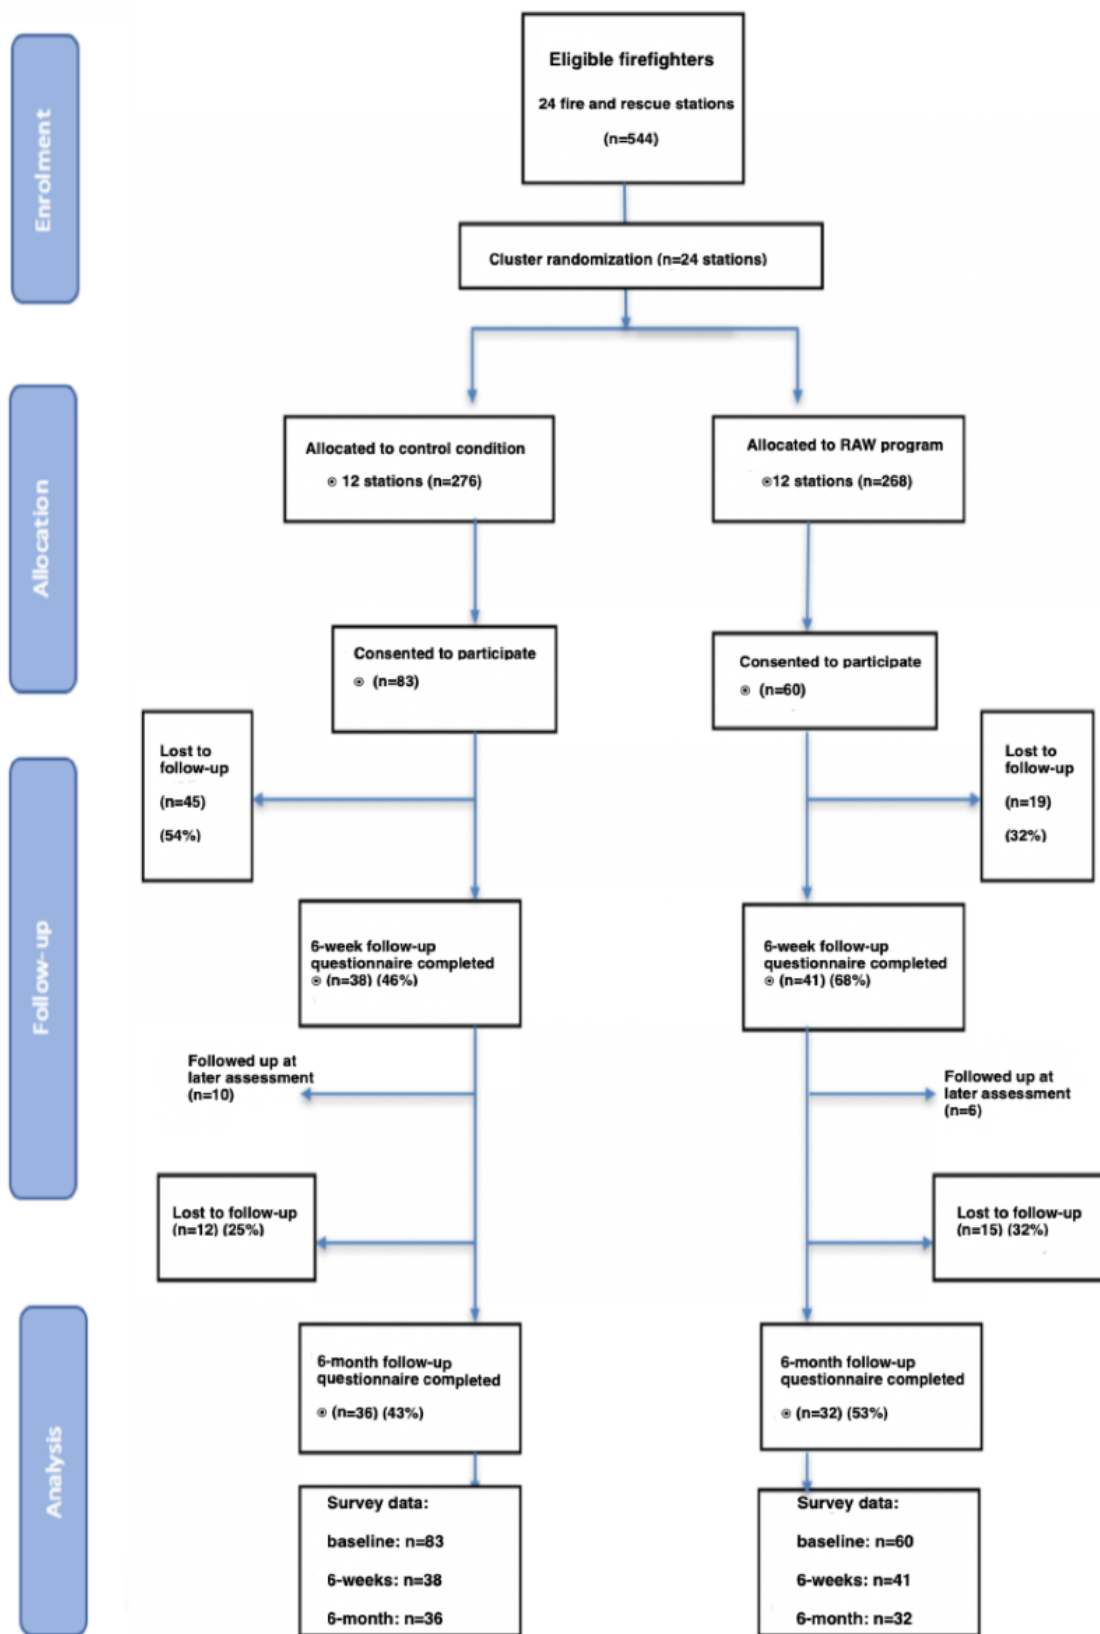 Enrolment
Eligible firefighters
24 fire and rescue stations
(n=544)
Cluster randomization (n=24 stations)
Allocation
Allocated to control condition
⦿ 12 stations (n=276)
Allocated to RAW program
⦿12 stations (n=268)
Consented to participate
⦿ (n=83)
Consented to participate
⦿ (n=60)
Follow-up
Lost to
follow-up
(n=45)
(54%)
Lost to
follow-up
(n=19)
(32%)
6-week follow-up
questionnaire completed
⦿ (n=38) (46%)
6-week follow-up
questionnaire completed
⦿ (n=41) (68%)
Followed up at
later assessment
(n=10)
Followed up at
later assessment
(n=6)
Lost to follow-up
(n=12) (25%)
Lost to follow-up
(n=15) (32%)
Analysis
6-month follow-up
questionnaire completed
⦿ (n=36) (43%)
6-month follow-up
questionnaire completed
⦿ (n=32) (53%)
Survey data:
baseline: n=83
6-weeks: n=38
6-month: n=36
Survey data:
baseline: n=60
6-weeks: n=41
6-month: n=32